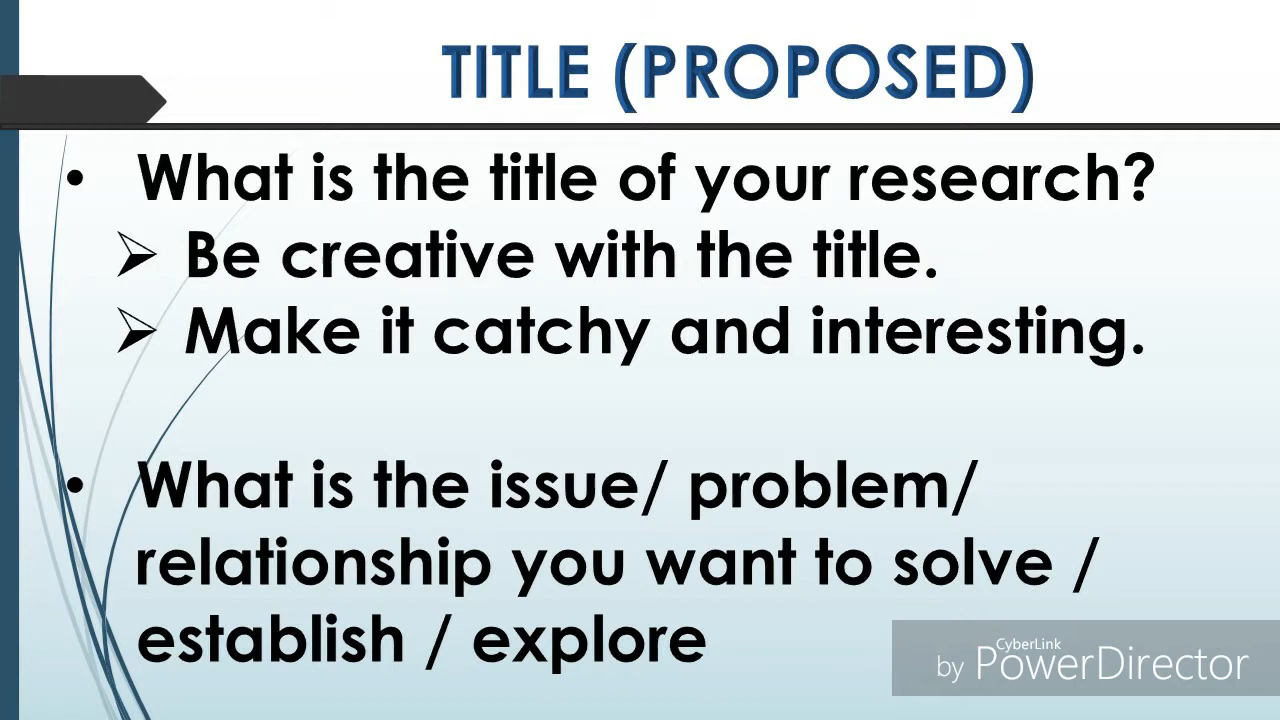 TITLE (PROPOSED)
• What is the title of your research?
➢ Be creative with the title.
➢ Make it catchy and interesting.
• What is the issue/ problem/
relationship you want to solve /
establish / explore
CyberLink
by PowerDirector